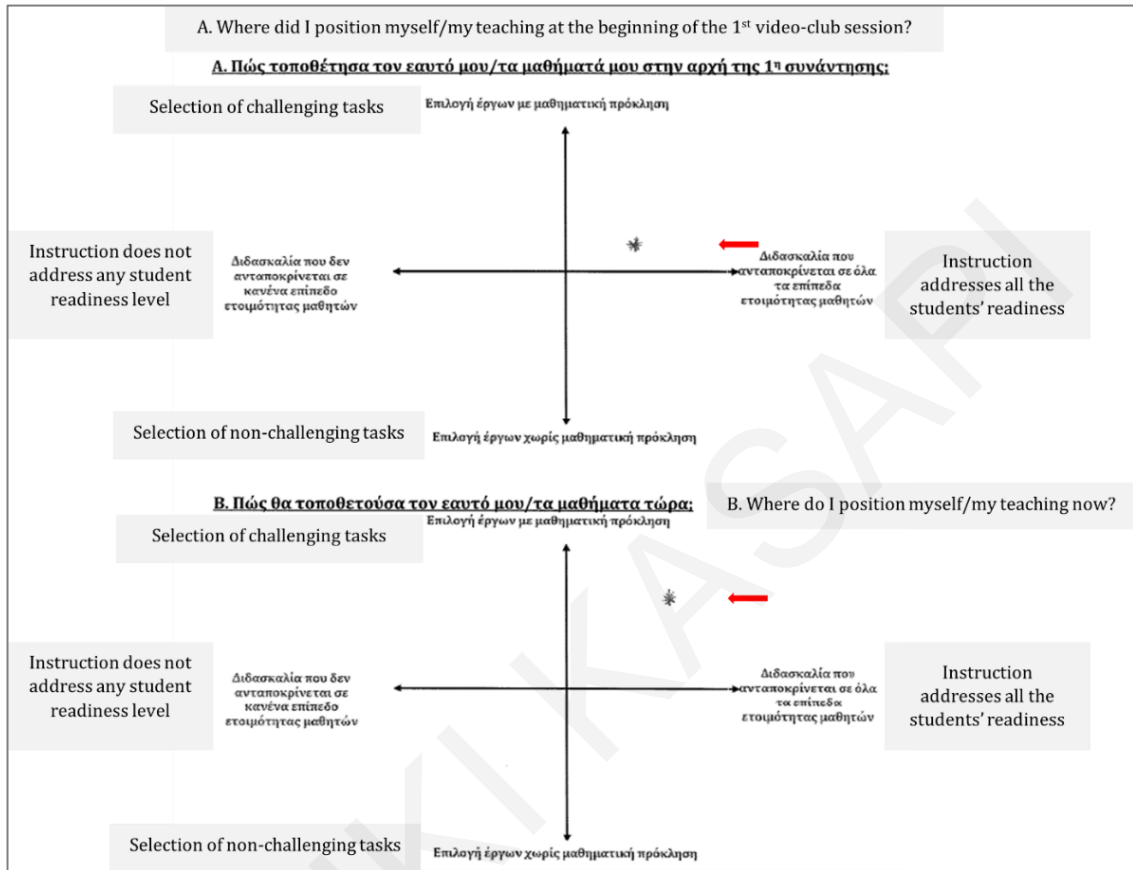 A. Where did I position myself/my teaching at the beginning of the 1st video-club session?
Α. Πώς τοποθέτησα τον εαυτό μου/τα μαθήματά μου στην αρχή της 1η συνάντησης;
Selection of challenging tasks
Επιλογή έργων με μαθηματική πρόκληση
Instruction does not
address any student
readiness level
Διδασκαλία που δεν
ανταποκρίνεται σε
κανένα επίπεδο
ετοιμότητας μαθητών
Διδασκαλία που
ανταποκρίνεται σε όλα
τα επίπεδα
ετοιμότητας μαθητών
Instruction
addresses all the
students' readiness
Selection of non-challenging tasks
Επιλογή έργων χωρίς μαθηματική πρόκληση
Β. Πώς θα τοποθετούσα τον εαυτό μου/τα μαθήματα τώρα;
B. Where do I position myself/my teaching now?
Selection of challenging tasks
Επιλογή έργων με μαθηματική πρόκληση
Instruction does not
address any student
readiness level
Διδασκαλία που δεν
ανταποκρίνεται σε
κανένα επίπεδο
ετοιμότητας μαθητών
Διδασκαλία που
ανταποκρίνεται σε όλα
τα επίπεδα
ετοιμότητας μαθητών
Instruction
addresses all the
students' readiness
Selection of non-challenging tasks
Επιλογή έργων χωρίς μαθηματική πρόκληση
IKI KASAPI